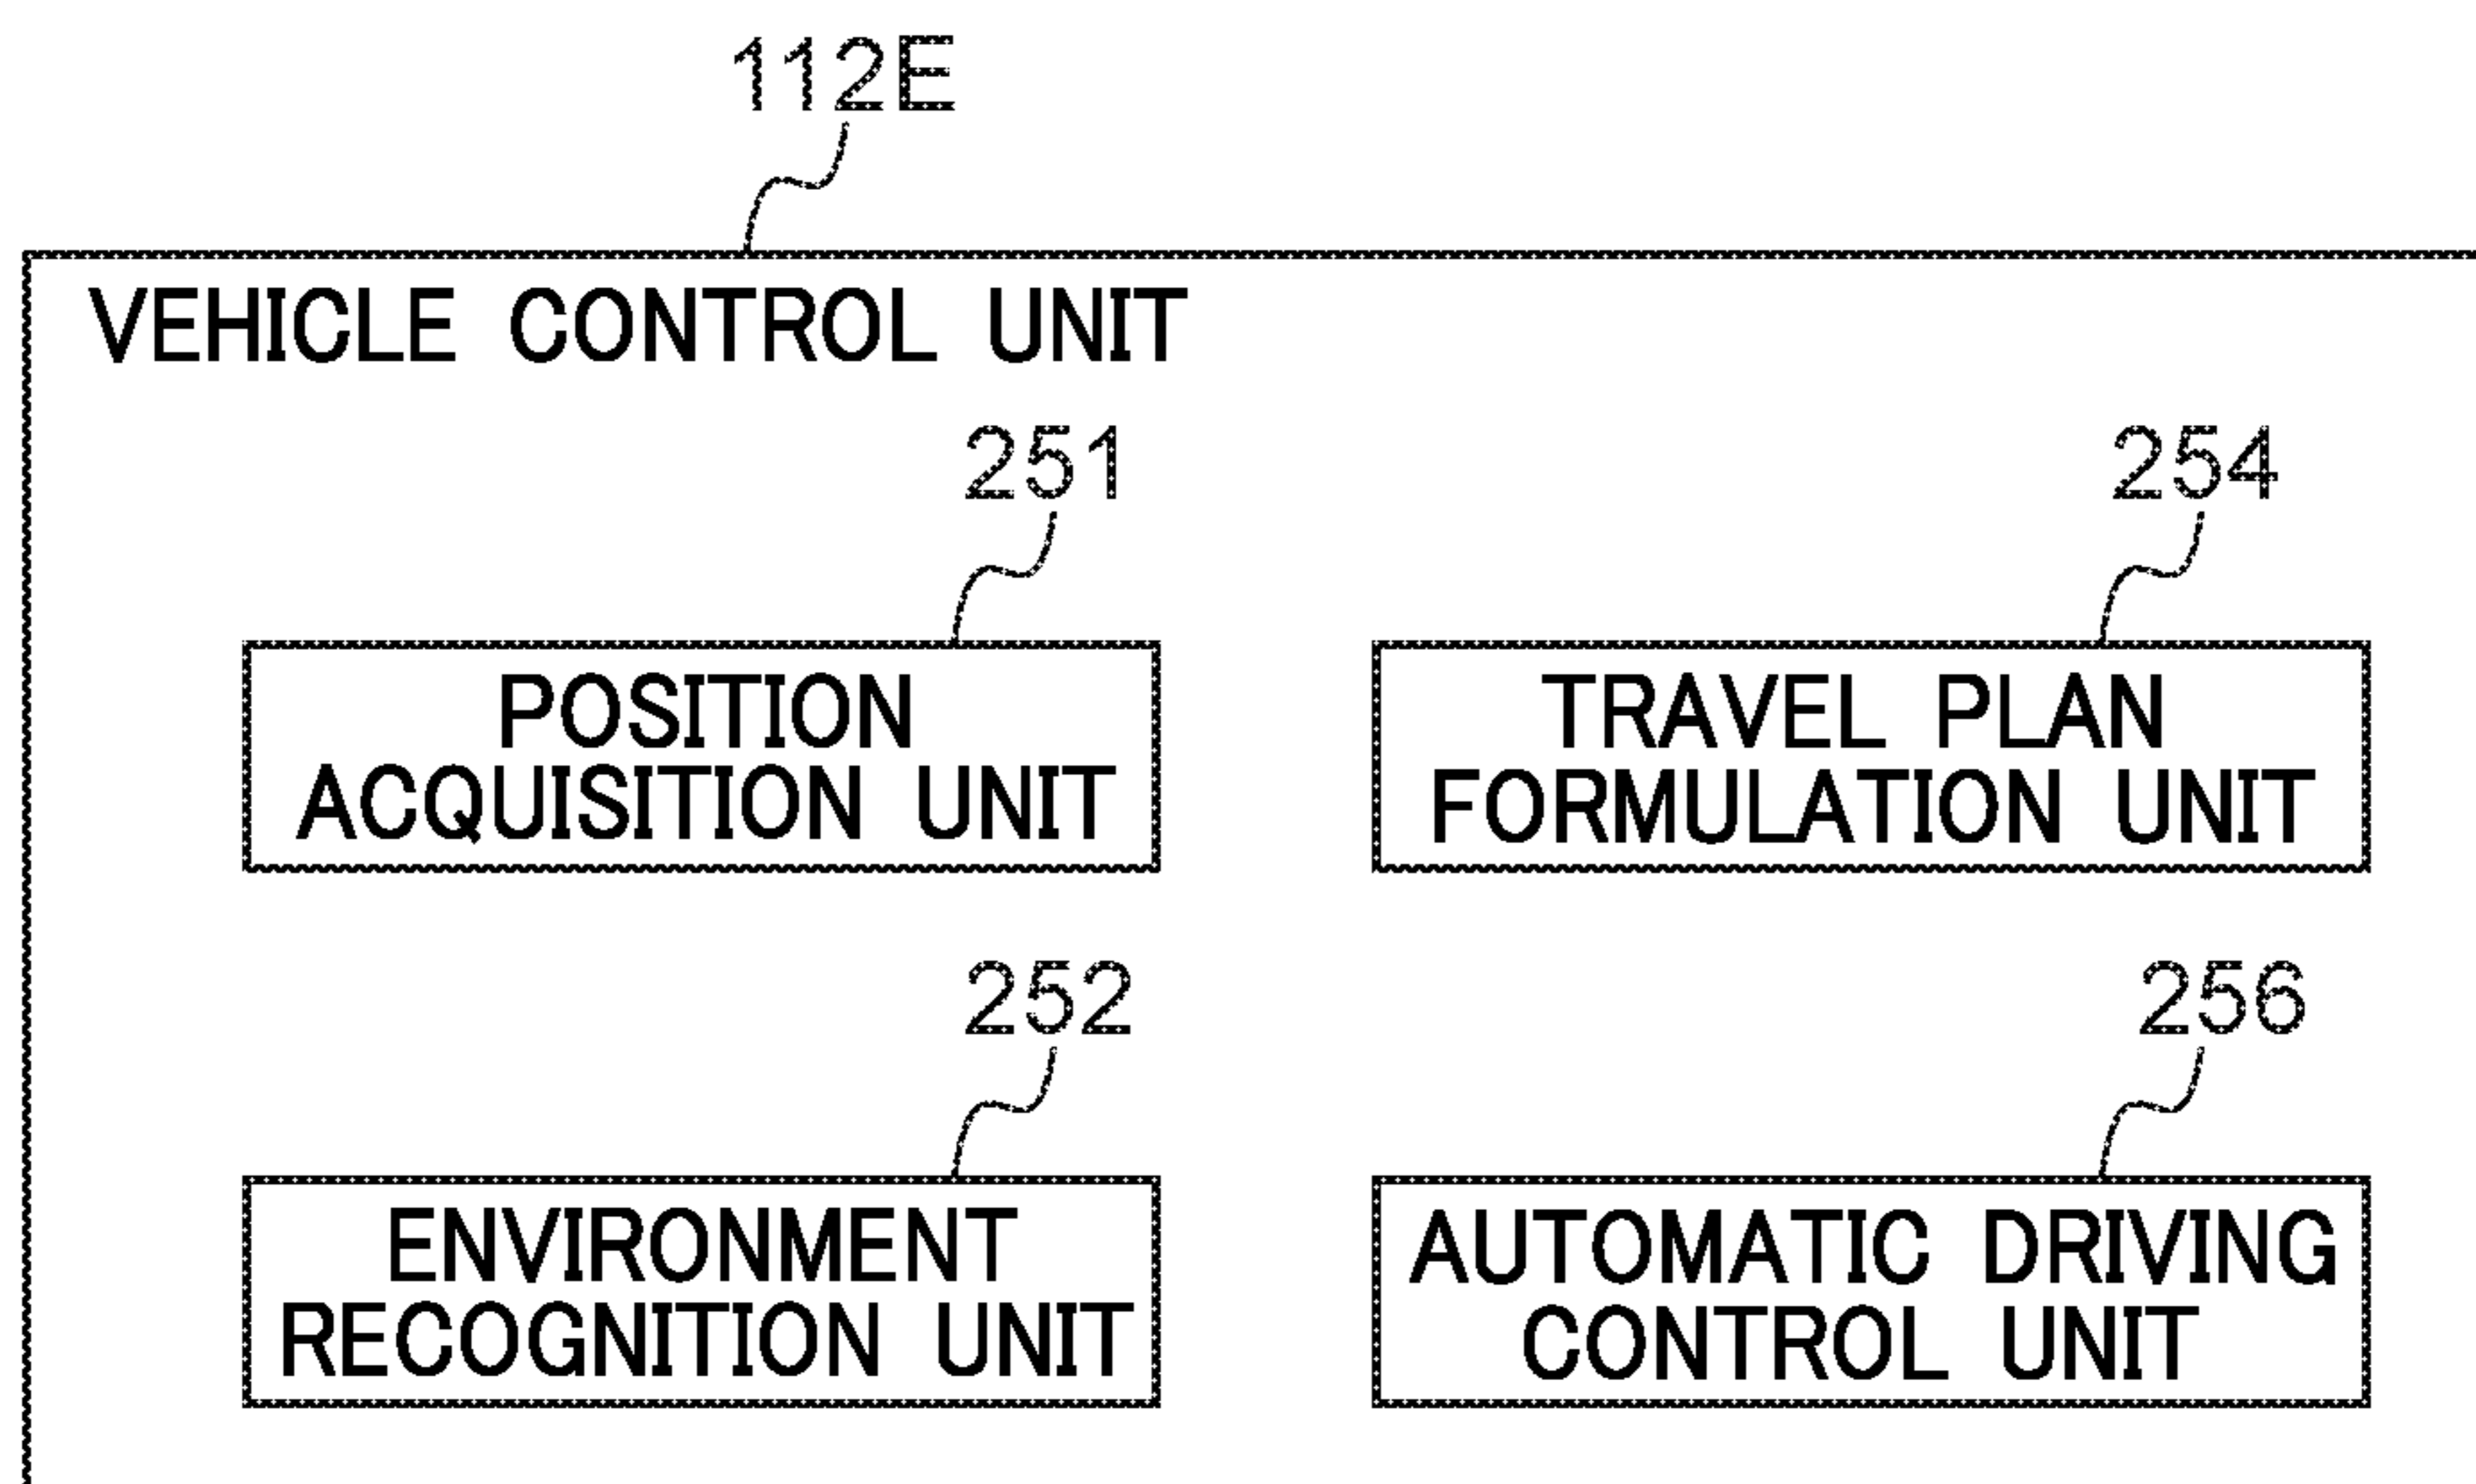 112E
VEHICLE CONTROL UNIT
251
POSITION
ACQUISITION UNIT
254
TRAVEL PLAN
FORMULATION UNIT
252
ENVIRONMENT
RECOGNITION UNIT
256
AUTOMATIC DRIVING
CONTROL UNIT